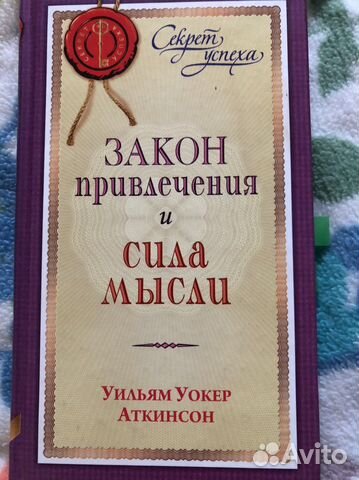 Секрет
успеха
ЗАКОН
привлечения
и
СИЛА
МЫСЛИ
Уильям Уокер
Аткинсон
Avito